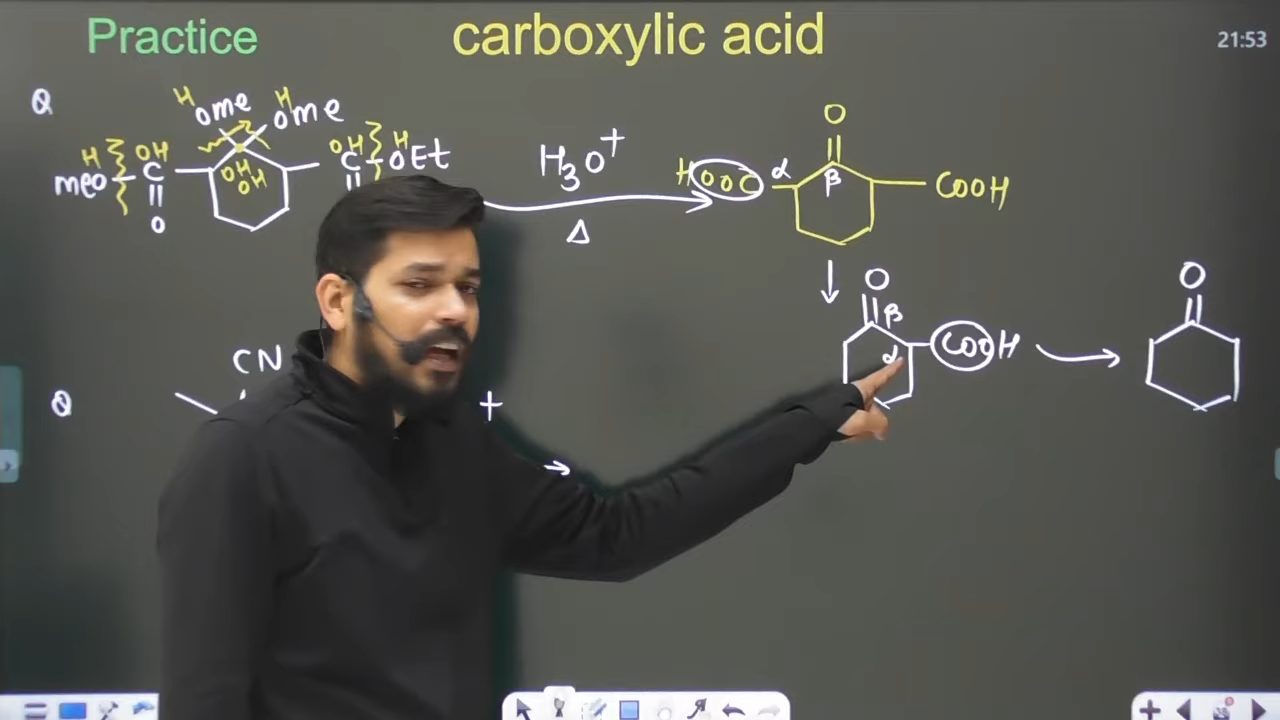 Practice carboxylic acid 21:53
Q
H H
OMe OMe
H OH OH H
MeO - C C - OEt
OH
OH
O
H3O+
Δ
O
HOOC α β COOH
O
β
α COOH
O
CN
Q +